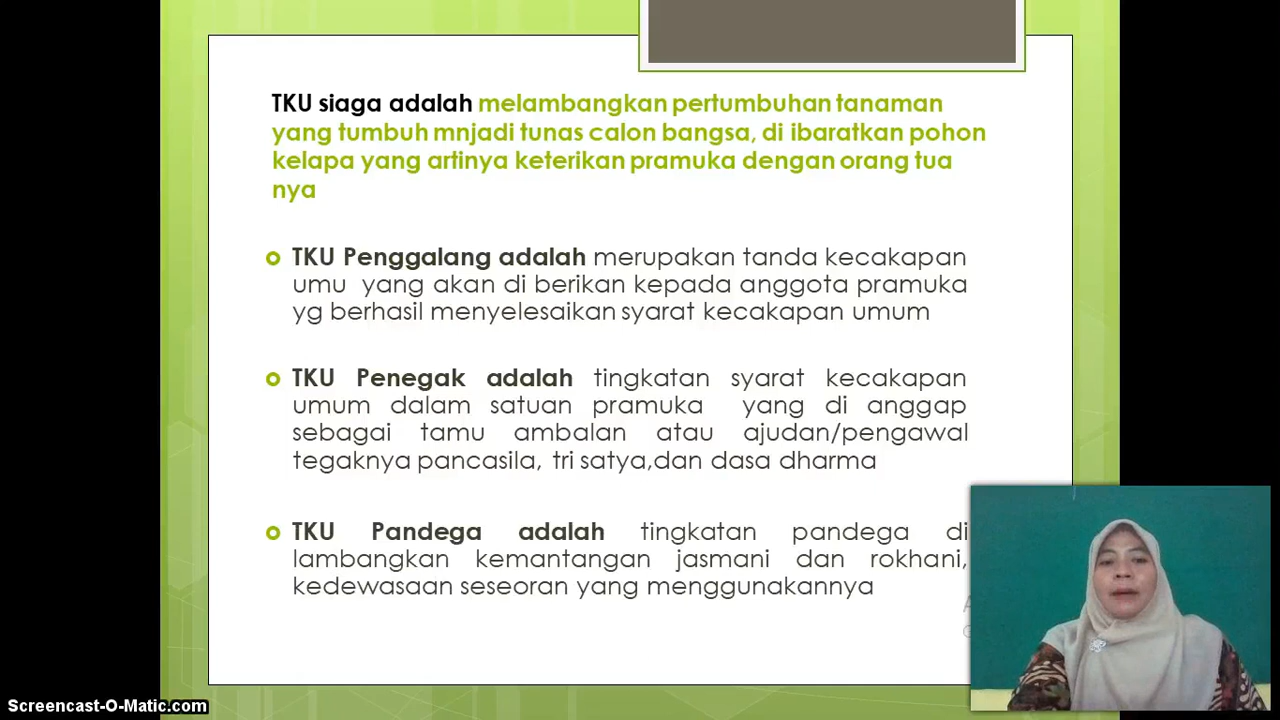 TKU siaga adalah melambangkan pertumbuhan tanaman
yang tumbuh mnjadi tunas calon bangsa, di ibaratkan pohon
kelapa yang artinya keterikan pramuka dengan orang tua
nya
TKU Penggalang adalah merupakan tanda kecakapan
umu yang akan di berikan kepada anggota pramuka
yg berhasil menyelesaikan syarat kecakapan umum
TKU Penegak adalah tingkatan syarat kecakapan
umum dalam satuan pramuka yang di anggap
sebagai tamu ambalan atau ajudan/pengawal
tegaknya pancasila, tri satya,dan dasa dharma
TKU Pandega adalah tingkatan pandega di
lambangkan kemantangan jasmani dan rokhani,
kedewasaan seseoran yang menggunakannya
Screencast-O-Matic.com